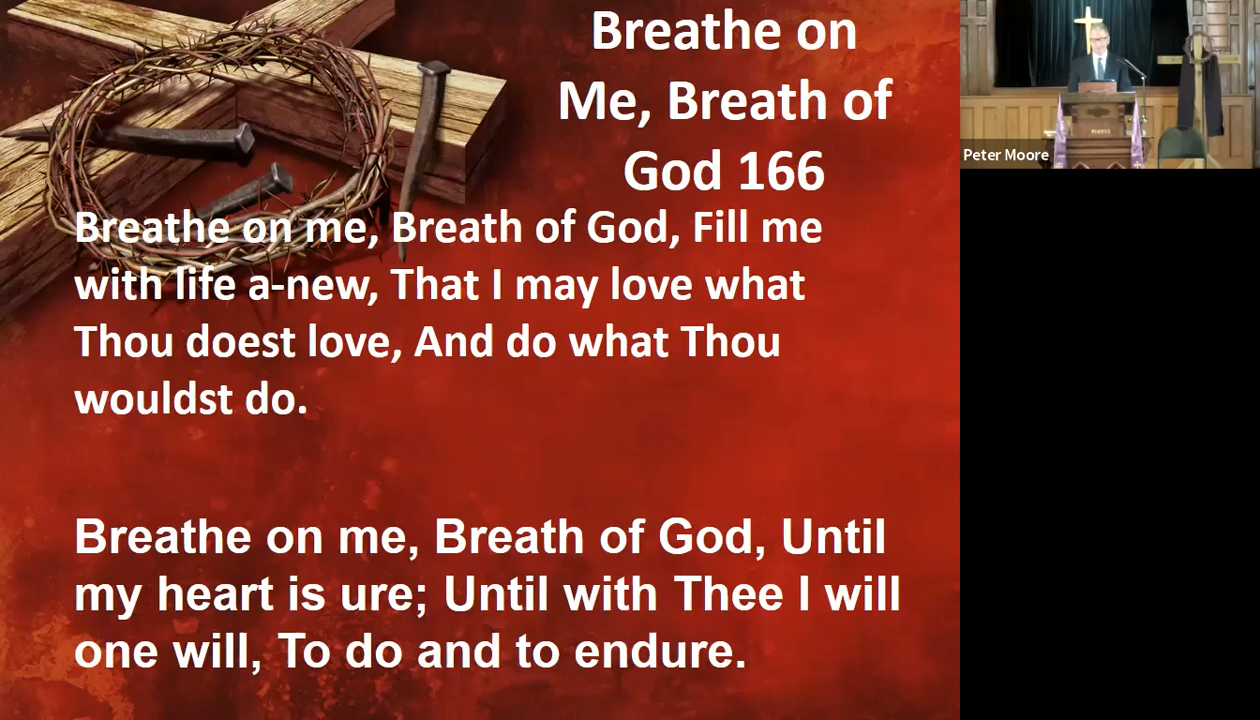 Breathe on
Me, Breath of
God 166
Breathe on me, Breath of God, Fill me
with life a-new, That I may love what
Thou doest love, And do what Thou
wouldst do.
Breathe on me, Breath of God, Until
my heart is ure; Until with Thee I will
one will, To do and to endure.
Peter Moore